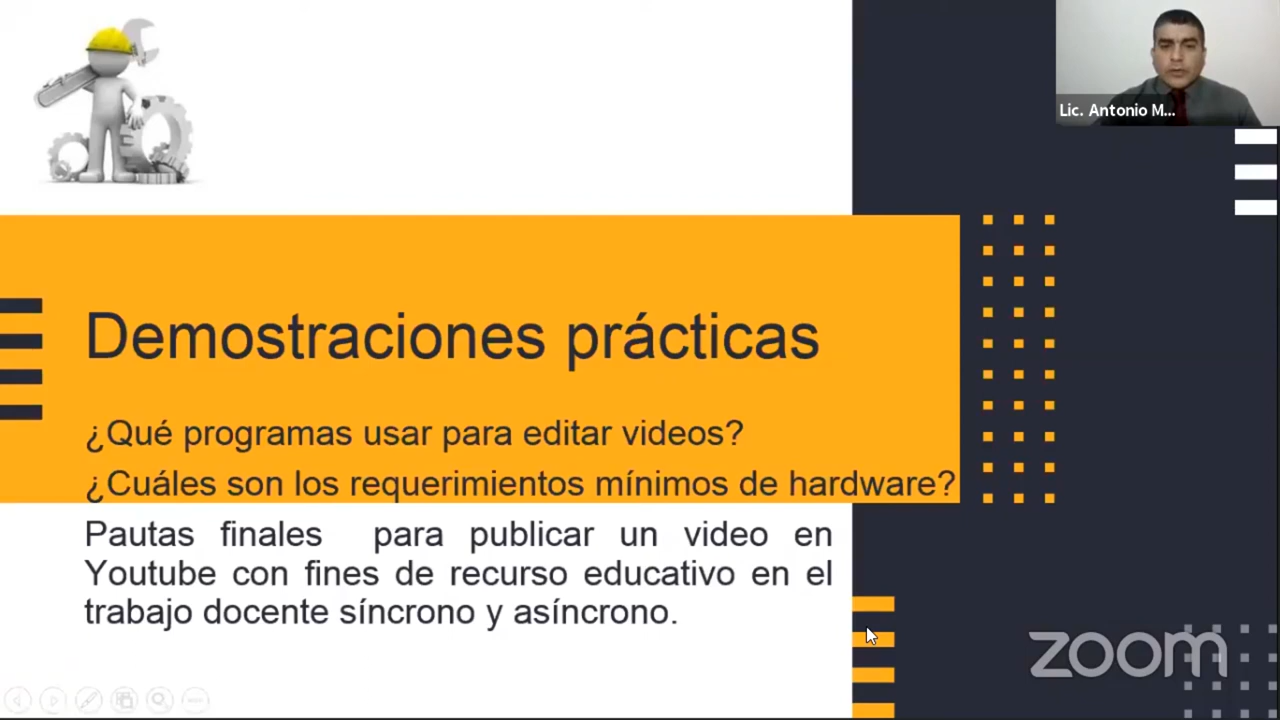 Lic. Antonio M...
Demostraciones prácticas
¿Qué programas usar para editar videos?
¿Cuáles son los requerimientos mínimos de hardware?
Pautas finales para publicar un video en
Youtube con fines de recurso educativo en el
trabajo docente síncrono y asíncrono.
zoom